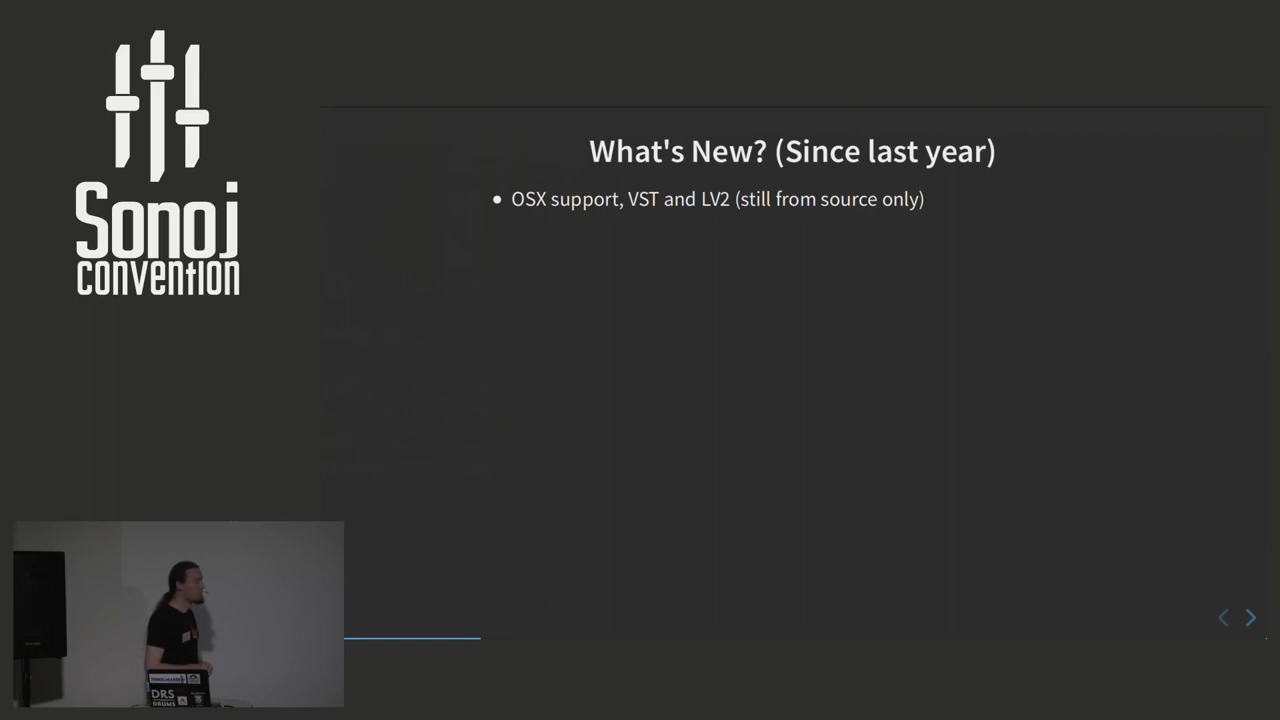 Sonoj
convention
What's New? (Since last year)
• OSX support, VST and LV2 (still from source only)
DRS
DRUMS